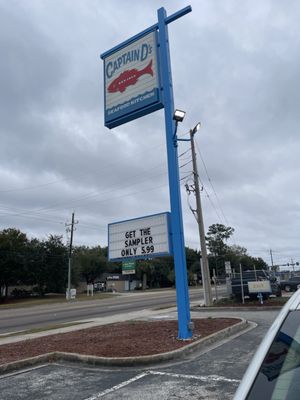 CAPTAIN D's
SEAFOOD KITCHEN
GET THE
SAMPLER
ONLY 5.99